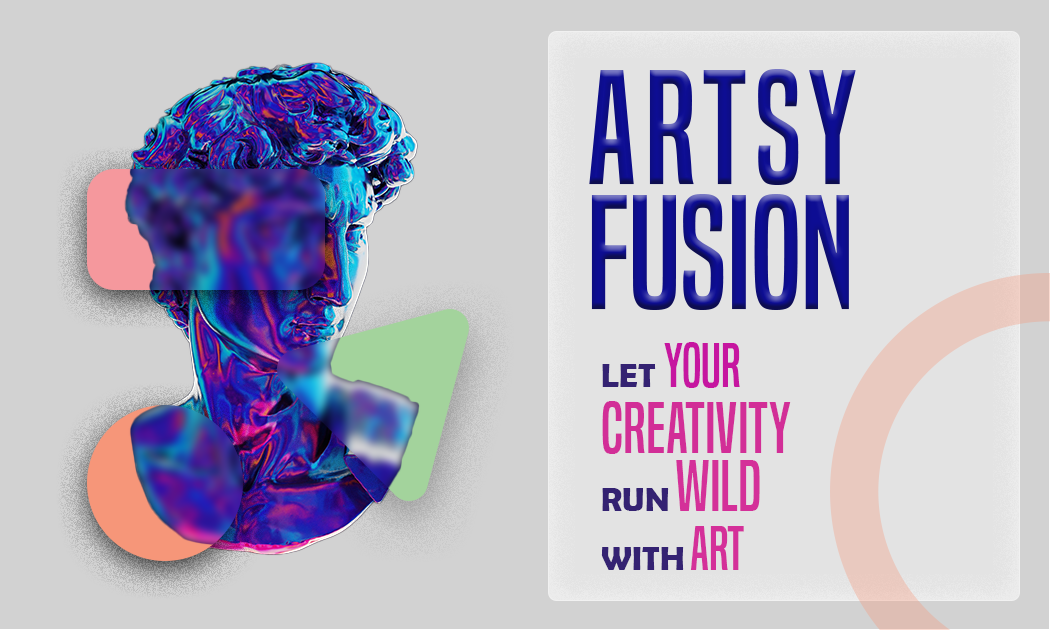 ARTSY
FUSION
LET YOUR
CREATIVITY
RUN WILD
WITH ART